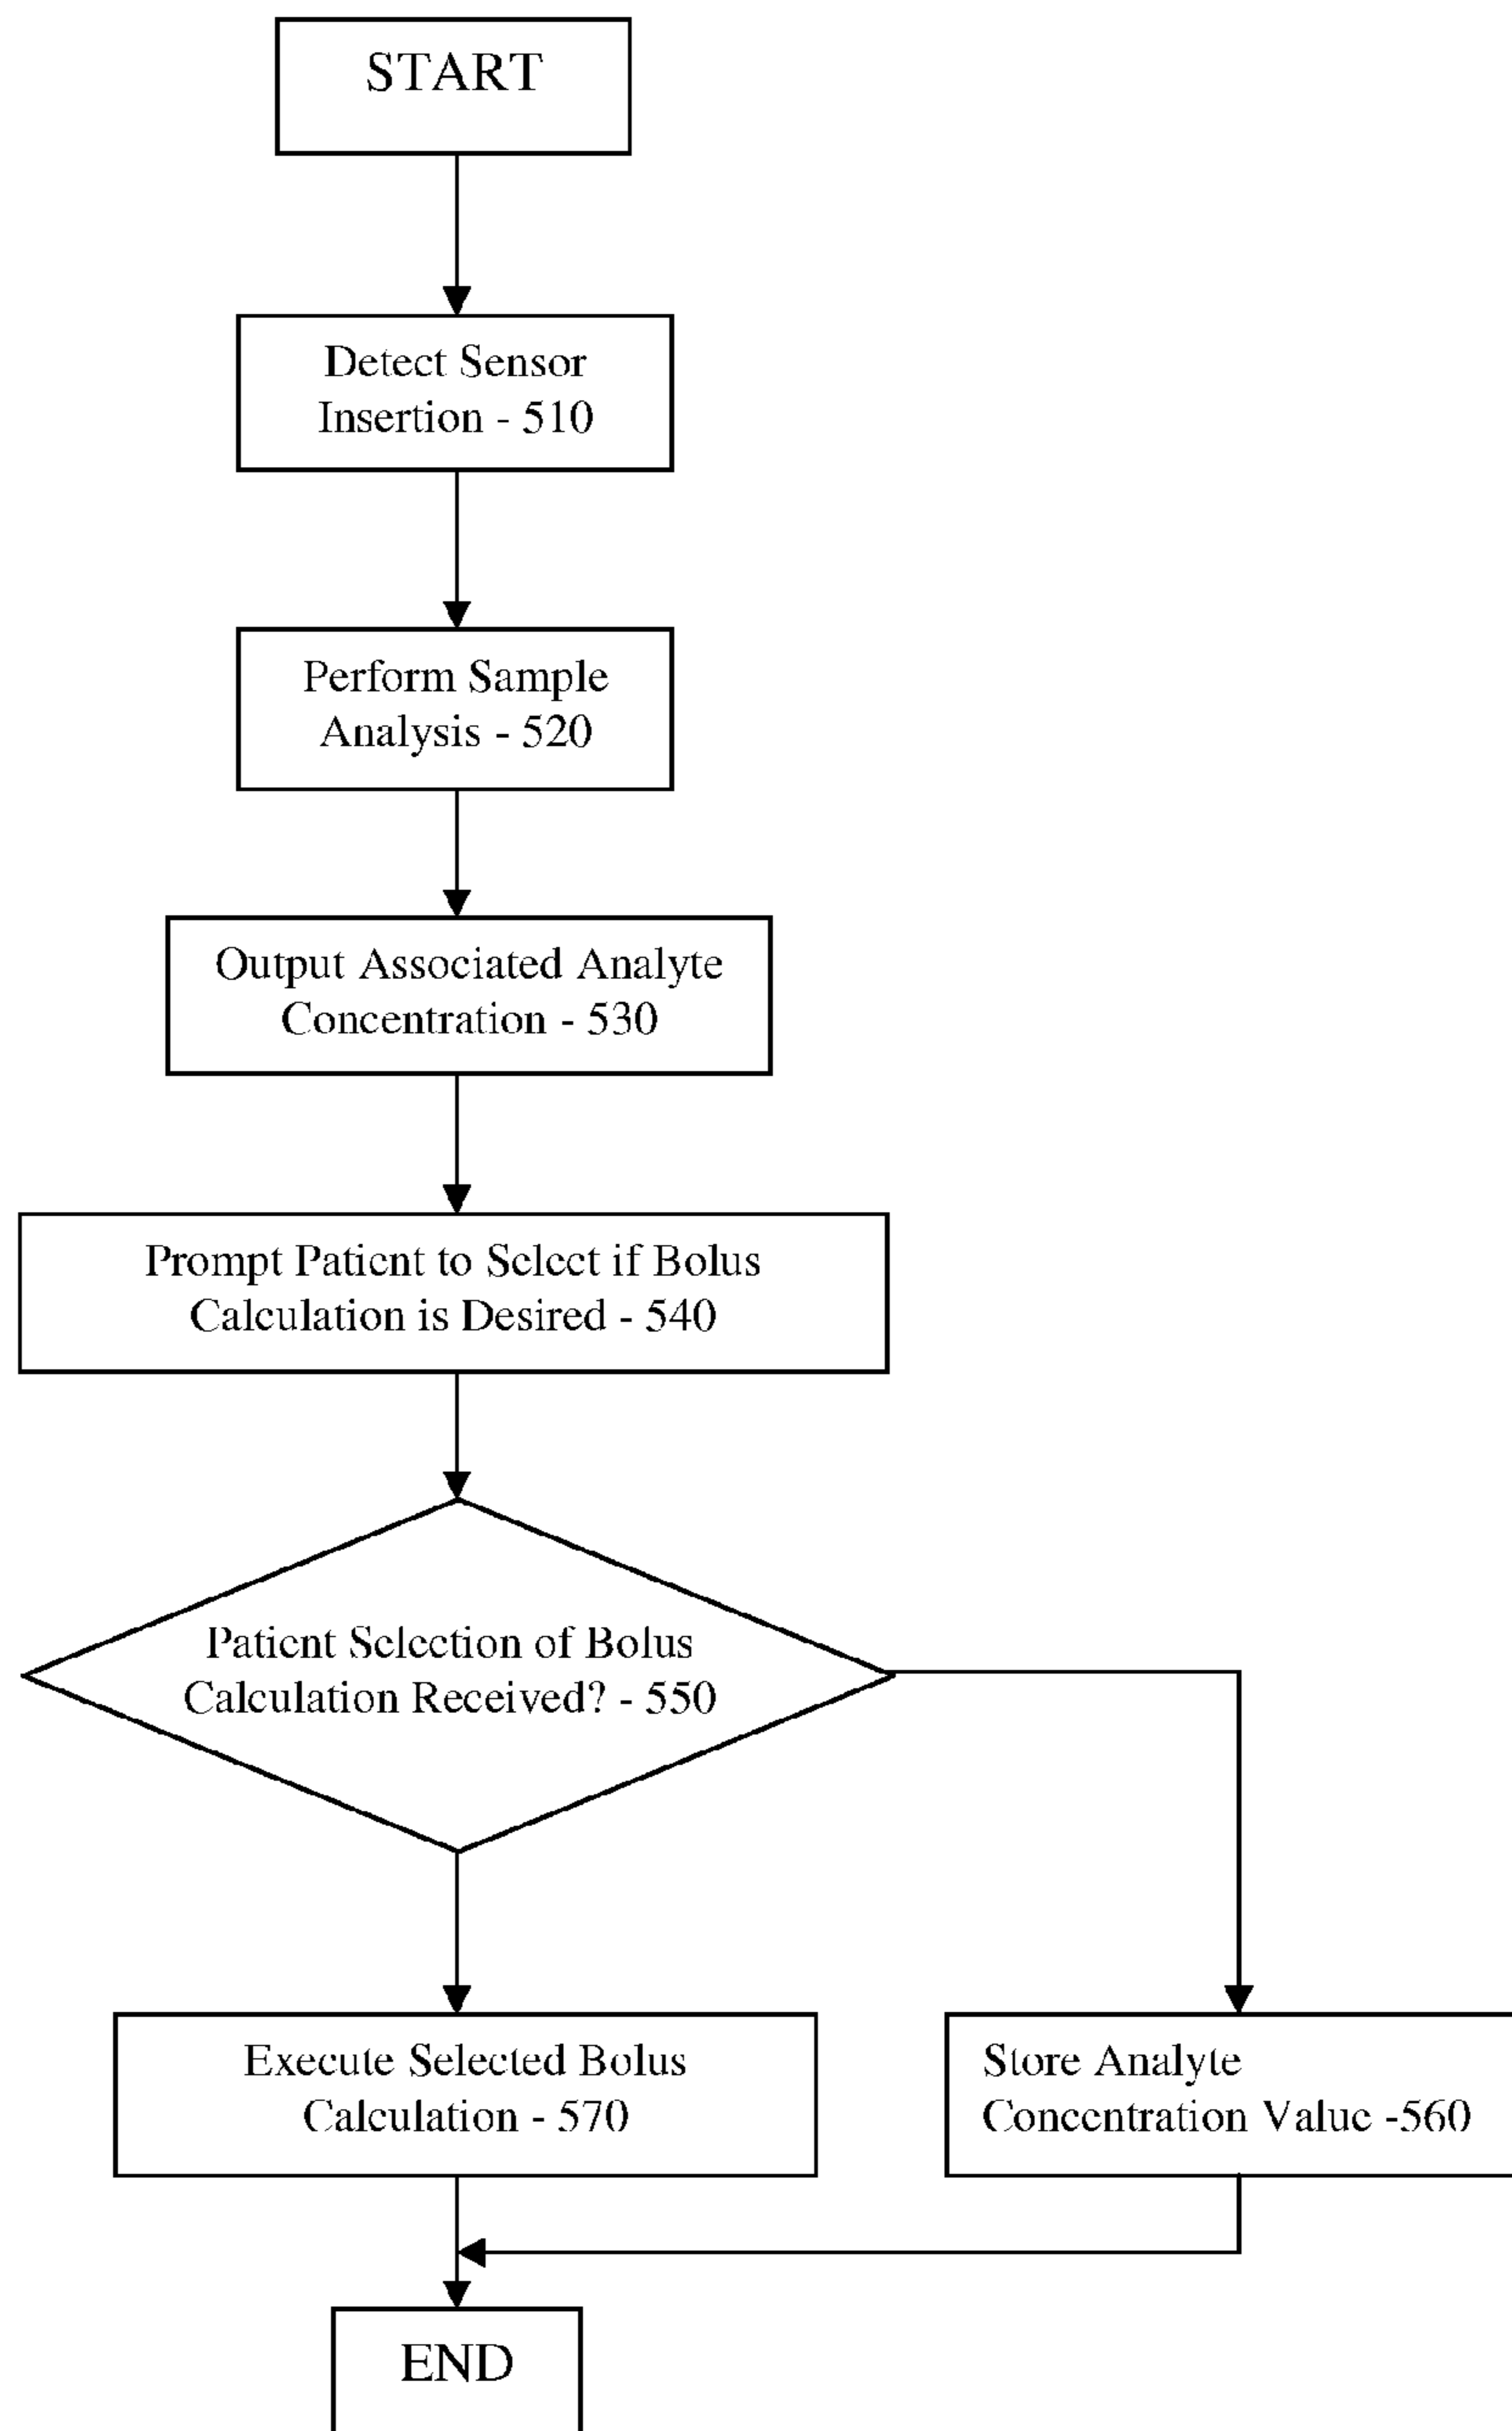 START
Detect Sensor
Insertion - 510
Perform Sample
Analysis - 520
Output Associated Analyte
Concentration - 530
Prompt Patient to Select if Bolus
Calculation is Desired - 540
Patient Selection of Bolus
Calculation Received? - 550
Execute Selected Bolus
Calculation - 570
Store Analyte
Concentration Value -560
END